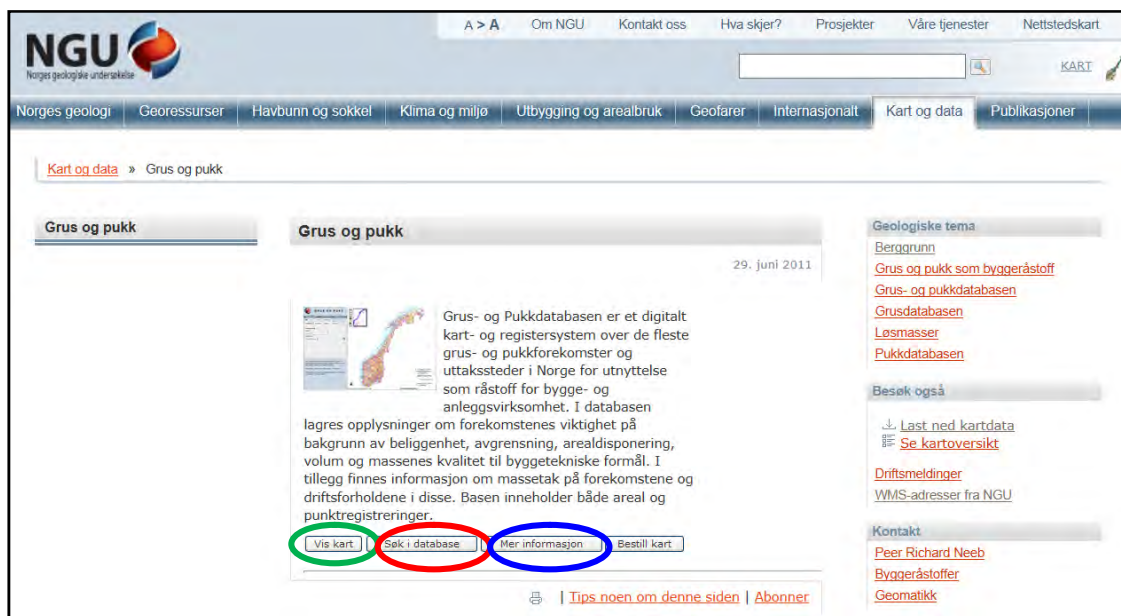 A > A Om NGU Kontakt oss Hva skjer? Prosjekter Våre tjenester Nettstedskart
NGU
Norges geologiske undersøkelse
KART
Norges geologi Georessurser Havbunn og sokkel Klima og miljø Utbygging og arealbruk Geofarer Internasjonalt Kart og data Publikasjoner
Kart og data » Grus og pukk
Grus og pukk
Grus og pukk
29. juni 2011
Grus- og Pukkdatabasen er et digitalt
kart- og registersystem over de fleste
grus- og pukkforekomster og
uttakssteder i Norge for utnyttelse
som råstoff for bygge- og
anleggsvirksomhet. I databasen
lagres opplysninger om forekomstenes viktighet på
bakgrunn av beliggenhet, avgrensning, arealdisponering,
volum og massenes kvalitet til byggetekniske formål. I
tillegg finnes informasjon om massetak på forekomstene og
driftsforholdene i disse. Basen inneholder både areal og
punktregistreringer.
Vis kart Søk i database Mer informasjon Bestill kart
| Tips noen om denne siden | Abonner
Geologiske tema
Berggrunn
Grus og pukk som byggeråstoff
Grus- og pukkdatabasen
Grusdatabasen
Løsmasser
Pukkdatabasen
Besøk også
Last ned kartdata
Se kartoversikt
Driftsmeldinger
WMS-adresser fra NGU
Kontakt
Peer Richard Neeb
Byggeråstoffer
Geomatikk